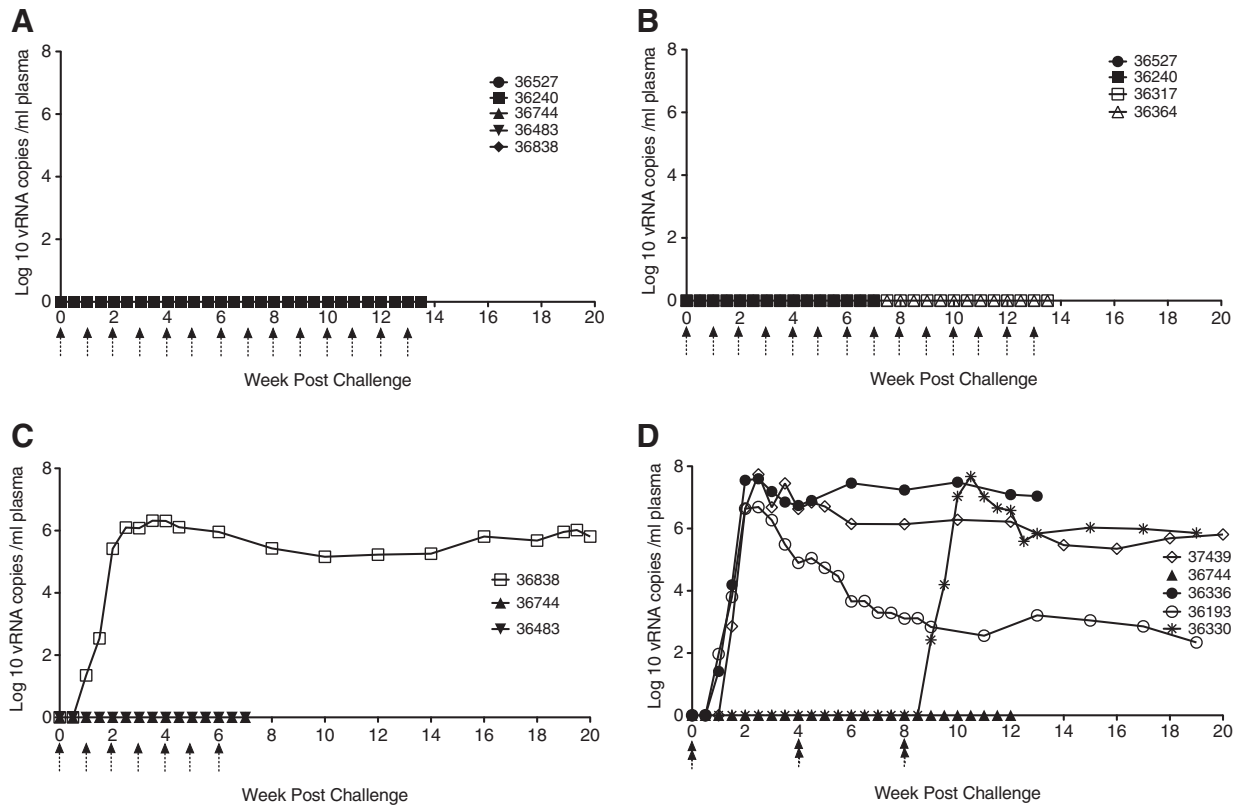 A
Log 10 vRNA copies /ml plasma
8
6
4
2
0
36527
36240
36744
36483
36838
0 2 4 6 8 10 12 14 16 18 20
Week Post Challenge
B
Log 10 vRNA copies /ml plasma
8
6
4
2
0
36527
36240
36317
36364
0 2 4 6 8 10 12 14 16 18 20
Week Post Challenge
C
Log 10 vRNA copies /ml plasma
8
6
4
2
0
36838
36744
36483
0 2 4 6 8 10 12 14 16 18 20
Week Post Challenge
D
Log 10 vRNA copies /ml plasma
8
6
4
2
0
37439
36744
36336
36193
36330
0 2 4 6 8 10 12 14 16 18 20
Week Post Challenge